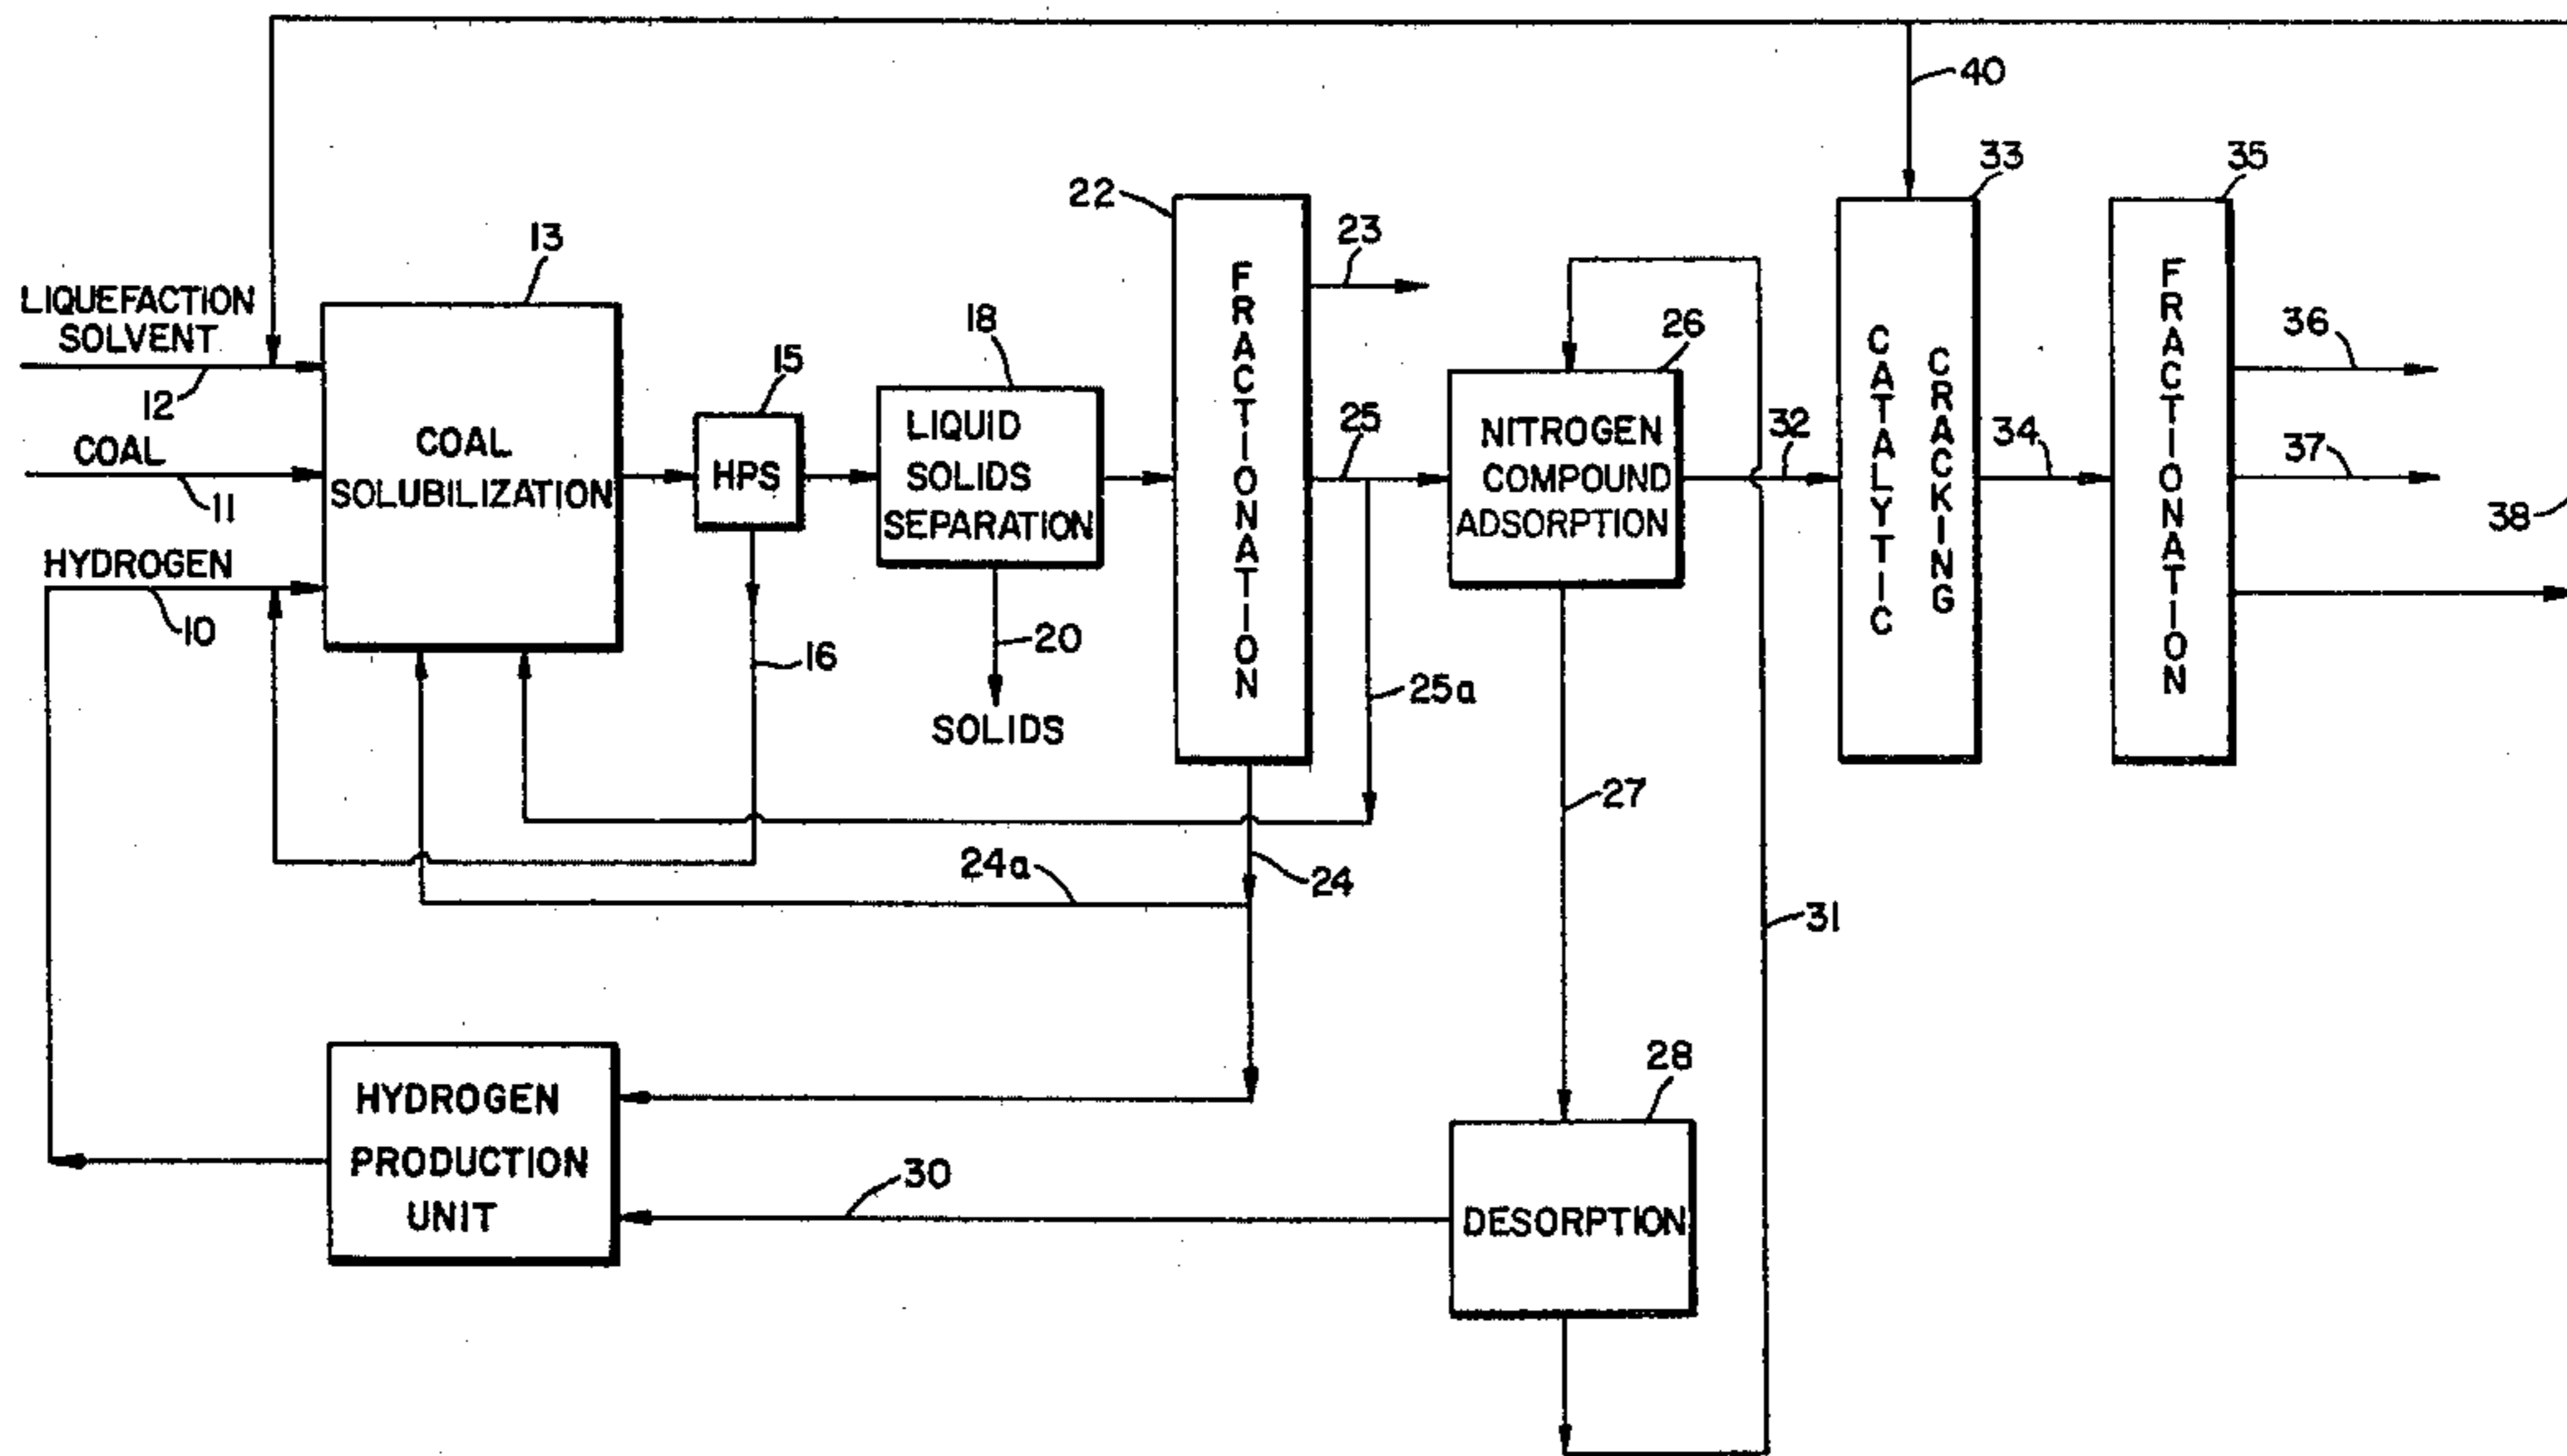 40
33
35
22
13
23
LIQUEFACTION
SOLVENT
12
15
18
26
36
COAL
11
COAL
SOLUBILIZATION
HPS
LIQUID
SOLIDS
SEPARATION
FRACTIONATION
25
NITROGEN
COMPOUND
ADSORPTION
32
CATALYTIC
CRACKING
34
FRACTIONATION
37
38
HYDROGEN
10
16
20
SOLIDS
25a
27
24a
24
31
28
HYDROGEN
PRODUCTION
UNIT
30
DESORPTION